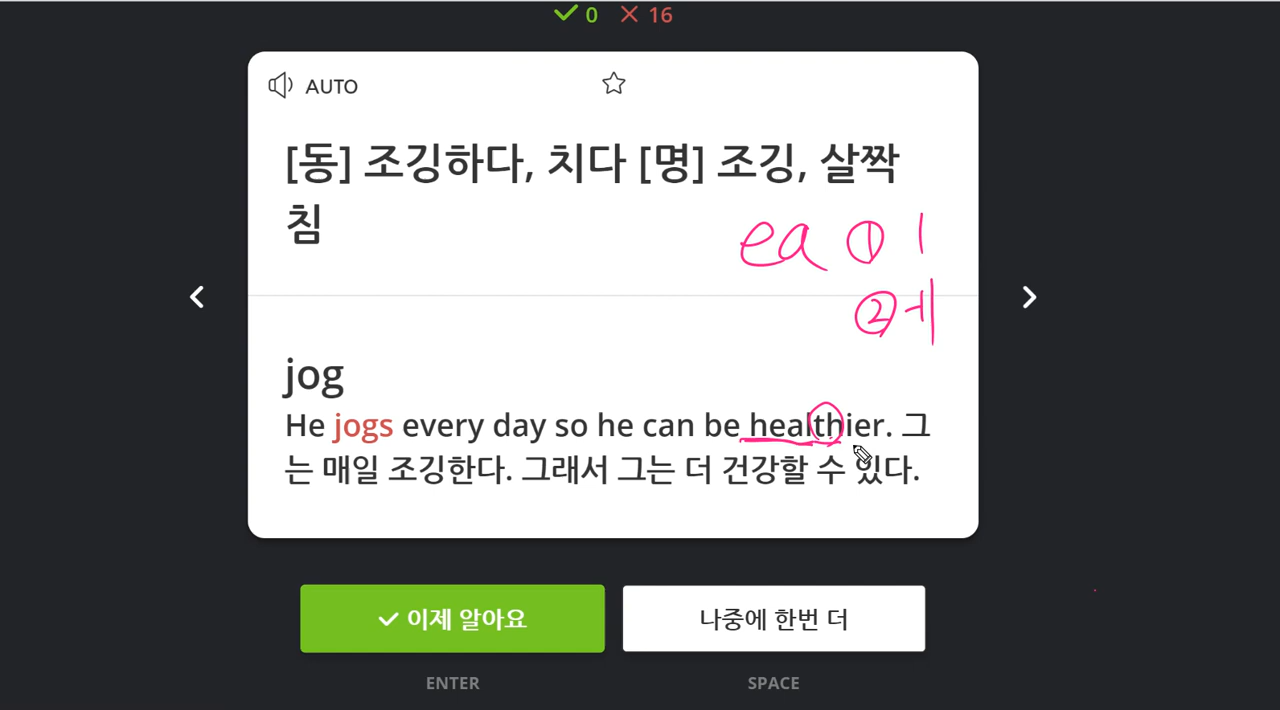 0 16
AUTO
[동] 조깅하다, 치다 [명] 조깅, 살짝
침
ea ① ㅣ
② ㅔ
jog
He jogs every day so he can be healthier. 그
는 매일 조깅한다. 그래서 그는 더 건강할 수 있다.
이제 알아요 나중에 한번 더
ENTER SPACE